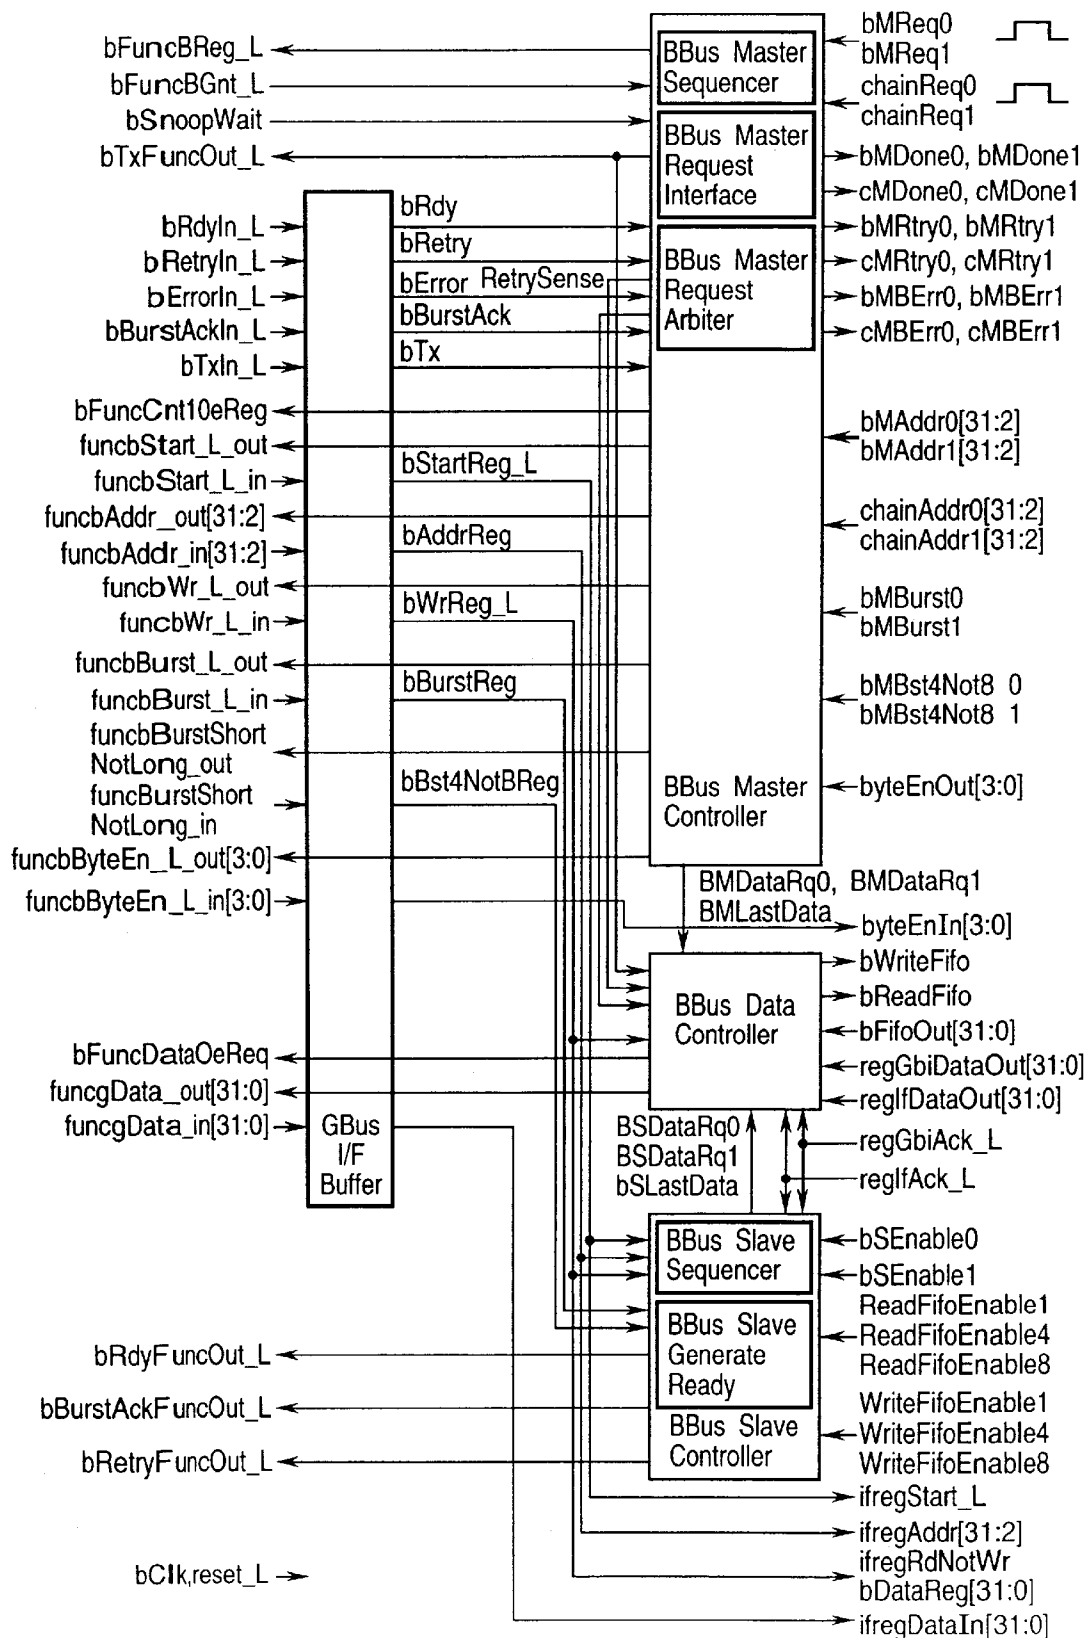 bFuncBReg_L
bFuncBGnt_L
bSnoopWait
bTxFuncOut_L
bRdyIn_L
bRetryIn_L
bErrorIn_L
bBurstAckIn_L
bTxIn_L
bFuncCnt10eReg
funcbStart_L_out
funcbStart_L_in
funcbAddr_out[31:2]
funcbAddr_in[31:2]
funcbWr_L_out
funcbWr_L_in
funcbBurst_L_out
funcbBurst_L_in
funcbBurstShort
NotLong_out
funcBurstShort
NotLong_in
funcbByteEn_L_out[3:0]
funcbByteEn_L_in[3:0]
bFuncDataOeReq
funcgData_out[31:0]
funcgData_in[31:0]
bRdyFuncOut_L
bBurstAckFuncOut_L
bRetryFuncOut_L
bClk,reset_L
GBus
I/F
Buffer
bRdy
bRetry
bError RetrySense
bBurstAck
bTx
bStartReg_L
bAddrReg
bWrReg_L
bBurstReg
bBst4NotBReg
BBus Master
Sequencer
BBus Master
Request
Interface
BBus Master
Request
Arbiter
BBus Master
Controller
BMDataRq0, BMDataRq1
BMLastData
BBus Data
Controller
BSDataRq0
BSDataRq1
bSLastData
BBus Slave
Sequencer
BBus Slave
Generate
Ready
BBus Slave
Controller
bMReq0
bMReq1
chainReq0
chainReq1
bMDone0, bMDone1
cMDone0, cMDone1
bMRtry0, bMRtry1
cMRtry0, cMRtry1
bMBErr0, bMBErr1
cMBErr0, cMBErr1
bMAddr0[31:2]
bMAddr1[31:2]
chainAddr0[31:2]
chainAddr1[31:2]
bMBurst0
bMBurst1
bMBst4Not8 0
bMBst4Not8 1
byteEnOut[3:0]
byteEnIn[3:0]
bWriteFifo
bReadFifo
bFifoOut[31:0]
regGbiDataOut[31:0]
regIfDataOut[31:0]
regGbiAck_L
regIfAck_L
bSEnable0
bSEnable1
ReadFifoEnable1
ReadFifoEnable4
ReadFifoEnable8
WriteFifoEnable1
WriteFifoEnable4
WriteFifoEnable8
ifregStart_L
ifregAddr[31:2]
ifregRdNotWr
bDataReg[31:0]
ifregDataIn[31:0]